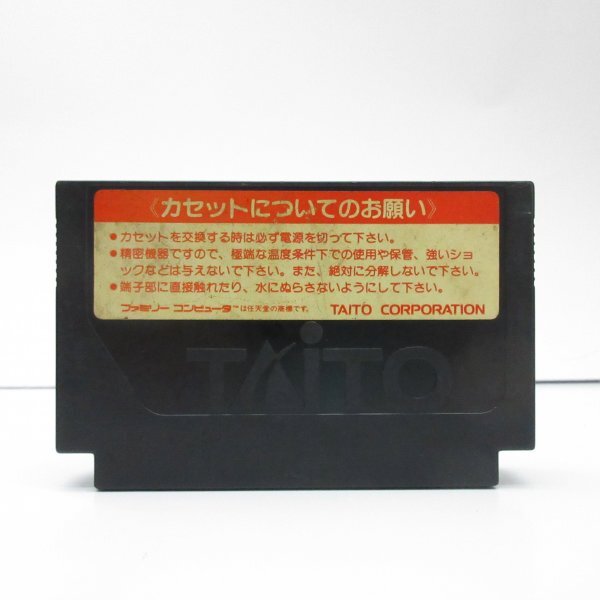 《カセットについてのお願い》
●カセットを交換する時は必ず電源を切って下さい。
●精密機器ですので、極端な温度条件下での使用や保管、強いショ
ックなどは与えないで下さい。また、絶対に分解しないで下さい。
●端子部に直接触れたり、水にぬらさないようにして下さい。
ファミリー コンピュータ™は任天堂の商標です。 TAITO CORPORATION
TAiTO